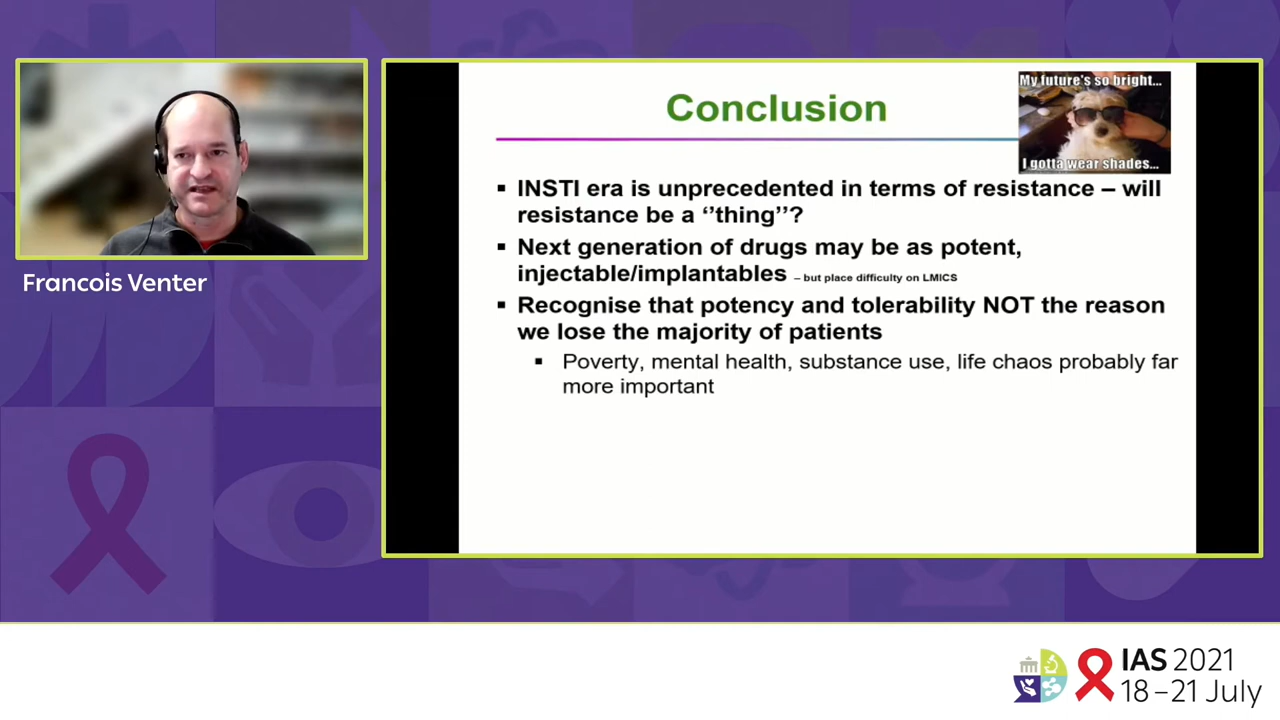 Francois Venter
Conclusion
My future's so bright...
I gotta wear shades...
▪ INSTI era is unprecedented in terms of resistance – will
resistance be a ‘’thing’’?
▪ Next generation of drugs may be as potent,
injectable/implantables – but place difficulty on LMICS
▪ Recognise that potency and tolerability NOT the reason
we lose the majority of patients
▪ Poverty, mental health, substance use, life chaos probably far
more important
IAS 2021
18–21 July